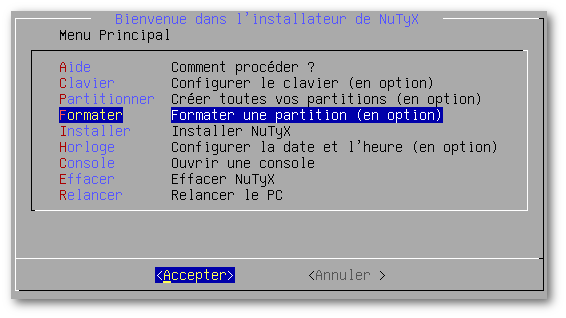 Bienvenue dans l'installateur de NuTyX
Menu Principal
Aide Comment procéder ?
Clavier Configurer le clavier (en option)
Partitionner Créer toutes vos partitions (en option)
Formater Formater une partition (en option)
Installer Installer NuTyX
Horloge Configurer la date et l'heure (en option)
Console Ouvrir une console
Effacer Effacer NuTyX
Relancer Relancer le PC
<Accepter> <Annuler >